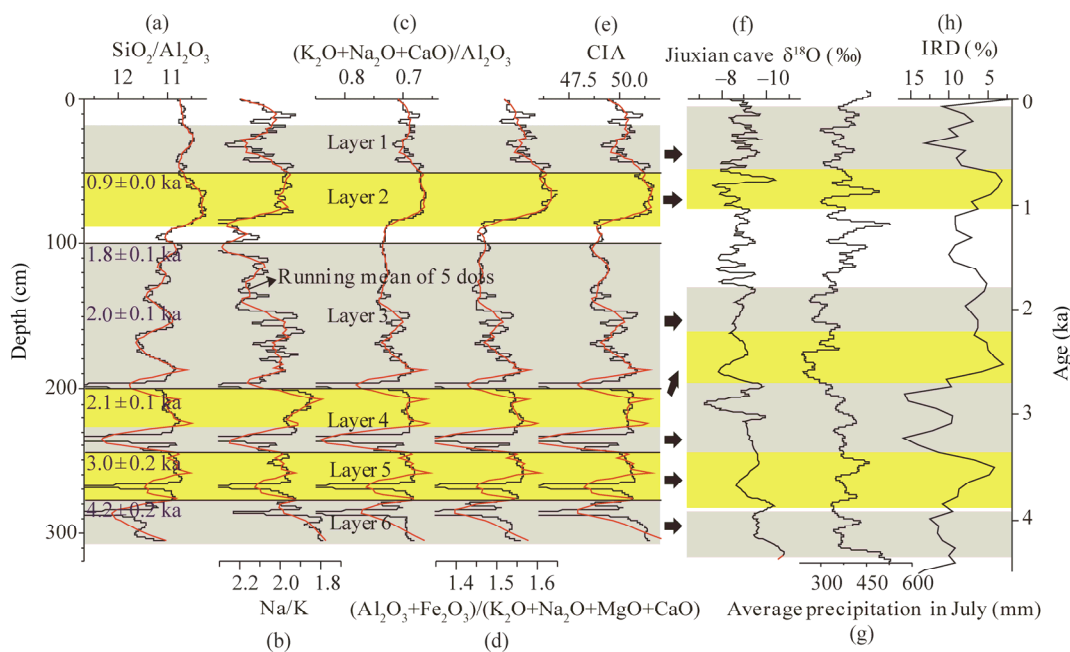 (a) (c) (e) (f) (h)
SiO₂/Al₂O₃ (K₂O+Na₂O+CaO)/Al₂O₃ CIA Jiuxian cave δ¹⁸O (‰) IRD (%)
12 11 0.8 0.7 47.5 50.0 −8 −10 15 10 5
0 0
Layer 1
0.9±0.0 ka
Layer 2
1
100
1.8±0.1 ka
Running mean of 5 dots
2.0±0.1 ka Layer 3
2
200
2.1±0.1 ka
Layer 4
3
3.0±0.2 ka
Layer 5
4.2±0.2 ka
Layer 6
4
300
Depth (cm)
Age (ka)
2.2 2.0 1.8 1.4 1.5 1.6 300 450 600
Na/K (Al₂O₃+Fe₂O₃)/(K₂O+Na₂O+MgO+CaO) Average precipitation in July (mm)
(b) (d) (g)